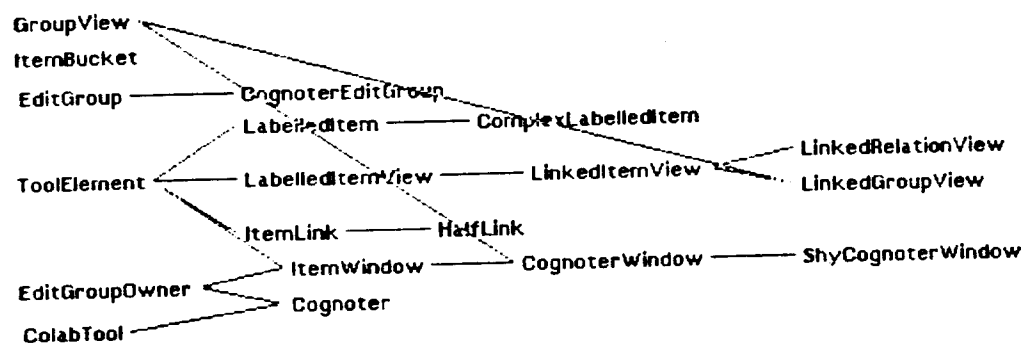 GroupView
ItemBucket
EditGroup CognoterEditGroup
LabelledItem ComplexLabelledItem
LinkedRelationView
ToolElement LabelledItemView LinkedItemView
LinkedGroupView
ItemLink HalfLink
ItemWindow CognoterWindow ShyCognoterWindow
EditGroupOwner
Cognoter
ColabTool